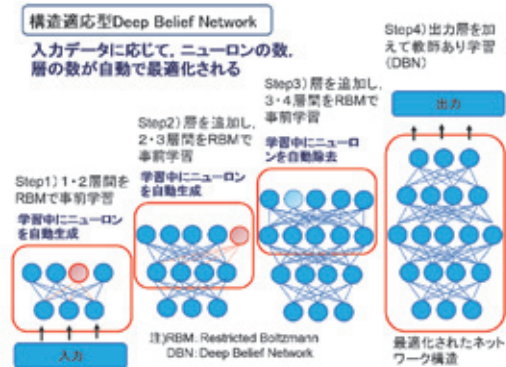 構造適応型Deep Belief Network
入力データに応じて，ニューロンの数，
層の数が自動で最適化される
Step1）1・2層間を
RBMで事前学習
学習中にニューロン
を自動生成
入力
Step2）層を追加し，
2・3層間をRBMで
事前学習
学習中にニューロン
を自動生成
Step3）層を追加し，
3・4層間をRBMで
事前学習
学習中にニューロ
ンを自動除去
Step4）出力層を加
えて教師あり学習
（DBN）
出力
最適化されたネット
ワーク構造
注）RBM: Restricted Boltzmann
DBN: Deep Belief Network